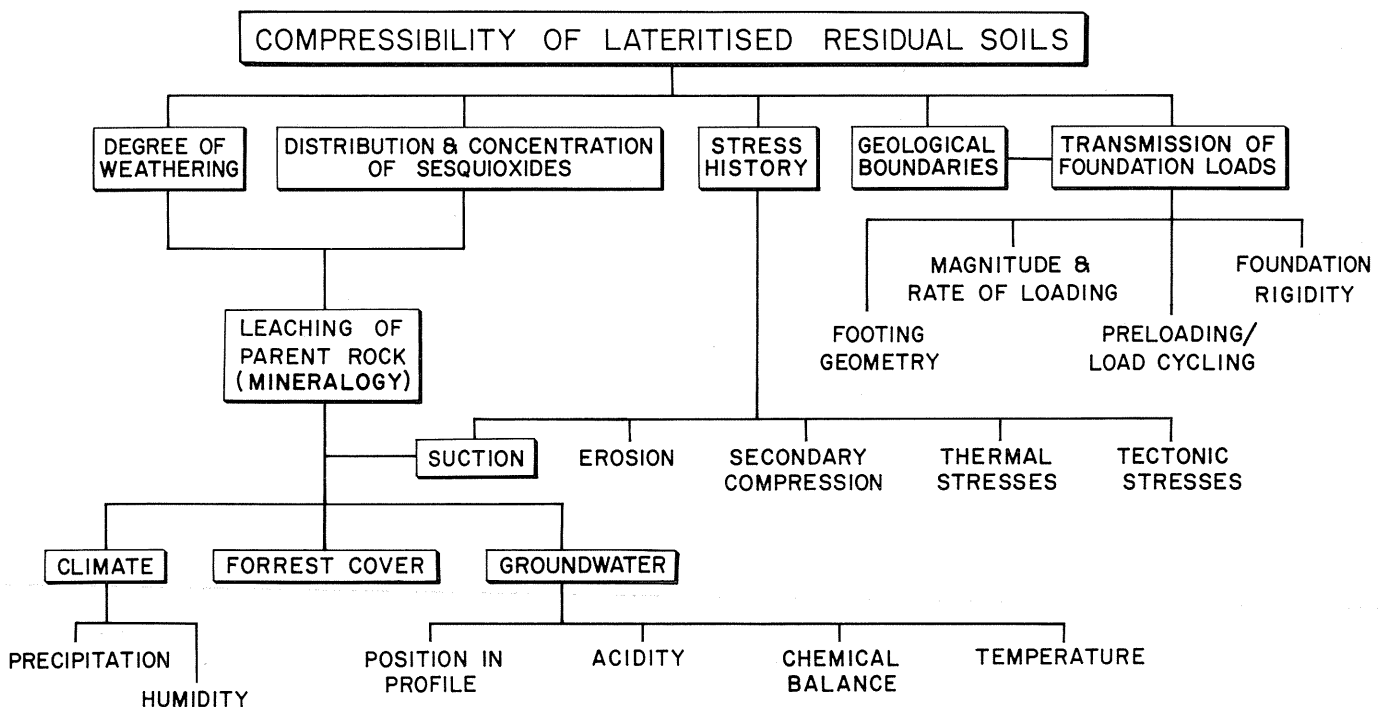 COMPRESSIBILITY OF LATERITISED RESIDUAL SOILS
DEGREE OF
WEATHERING
DISTRIBUTION & CONCENTRATION
OF SESQUIOXIDES
STRESS
HISTORY
GEOLOGICAL
BOUNDARIES
TRANSMISSION OF
FOUNDATION LOADS
MAGNITUDE &
RATE OF LOADING
FOUNDATION
RIGIDITY
FOOTING
GEOMETRY
PRELOADING/
LOAD CYCLING
LEACHING OF
PARENT ROCK
(MINERALOGY)
SUCTION
EROSION
SECONDARY
COMPRESSION
THERMAL
STRESSES
TECTONIC
STRESSES
CLIMATE
FORREST COVER
GROUNDWATER
PRECIPITATION
HUMIDITY
POSITION IN
PROFILE
ACIDITY
CHEMICAL
BALANCE
TEMPERATURE